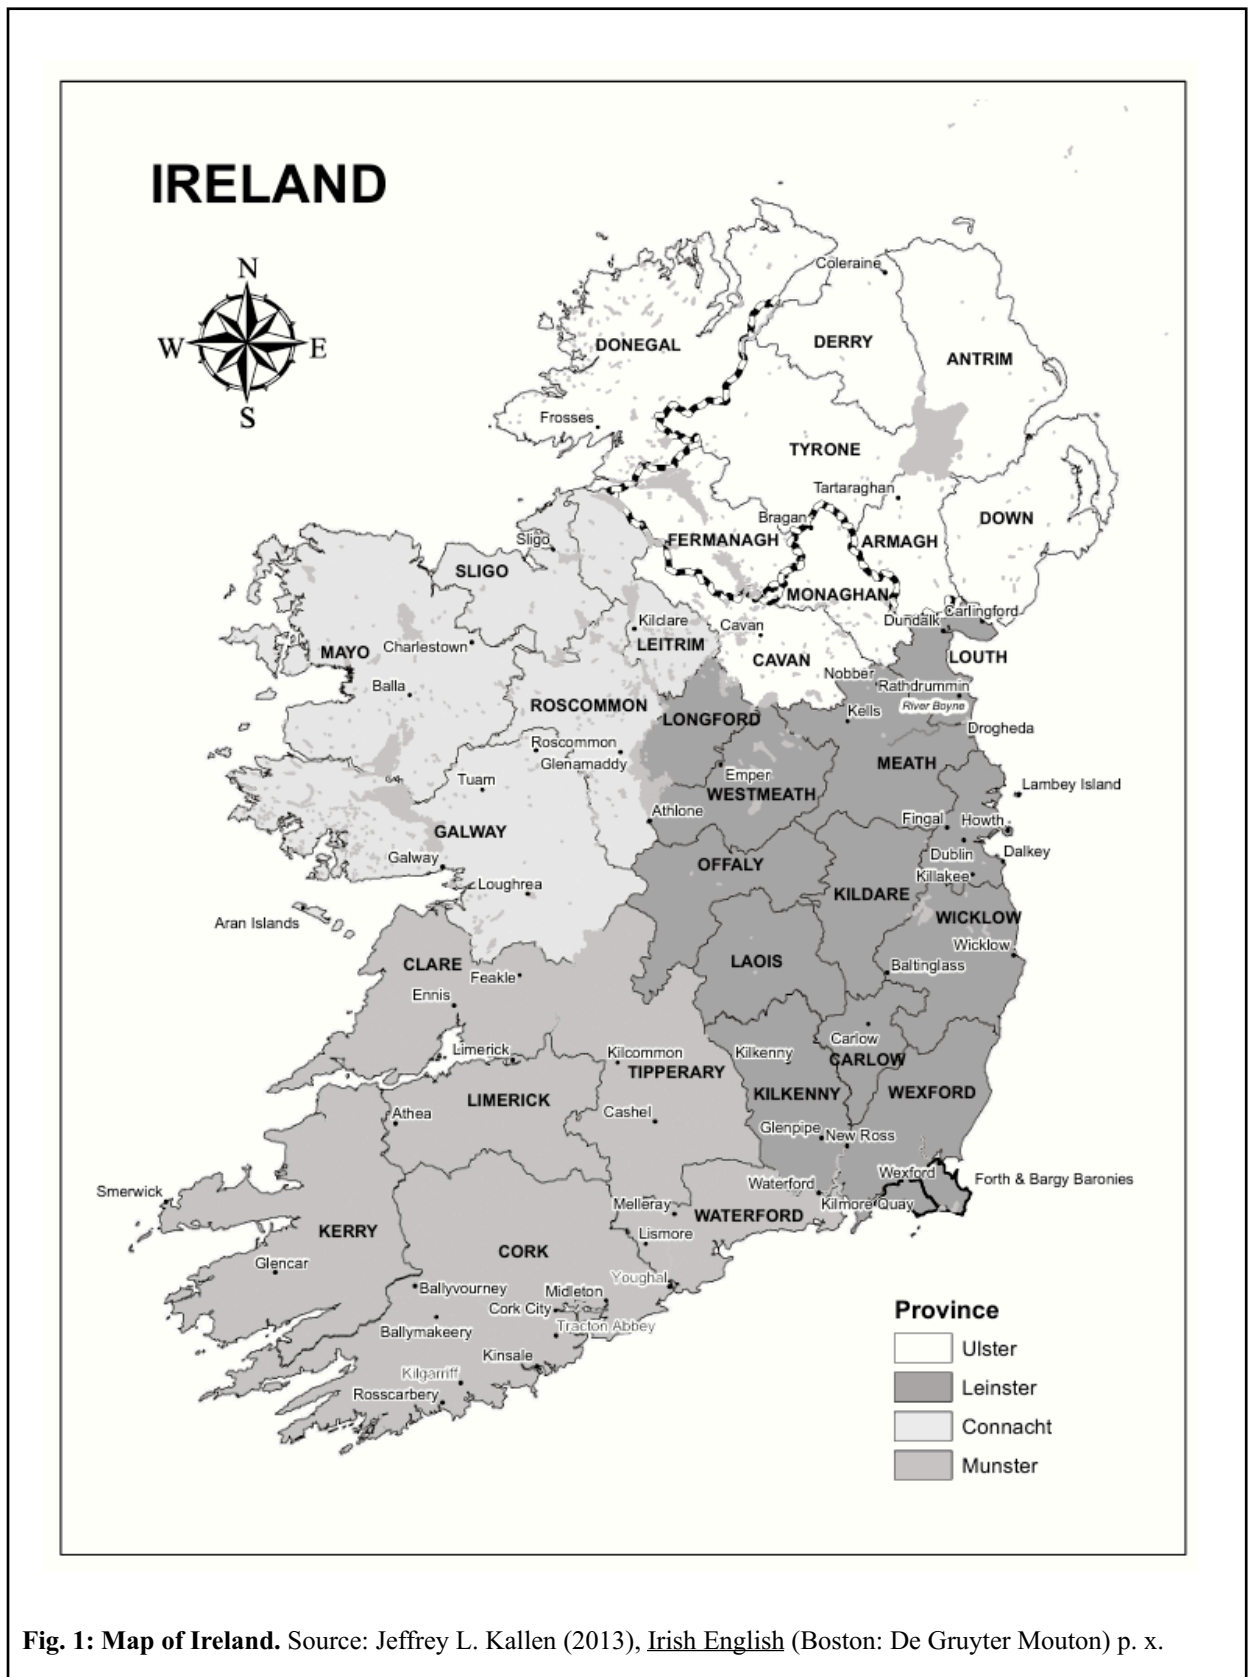 IRELAND
N
W E
S
Coleraine
DONEGAL
DERRY
ANTRIM
Frosses
TYRONE
Tartaraghan
Bragan
DOWN
FERMANAGH
ARMAGH
Sligo
SLIGO
MONAGHAN
Carlingford
Dundalk
Kilclare
Cavan
LEITRIM
MAYO
Charlestown
CAVAN
LOUTH
Nobber
Balla
Rathdrummin
ROSCOMMON
River Boyne
Kells
LONGFORD
Drogheda
Roscommon
Glenamaddy
MEATH
Tuam
Emper
Lambey Island
WESTMEATH
Athlone
Fingal
Howth
GALWAY
Dublin
Dalkey
Galway
OFFALY
Killakee
Loughrea
KILDARE
Aran Islands
WICKLOW
Wicklow
CLARE
LAOIS
Baltinglass
Feakle
Ennis
Carlow
Limerick
Kilcommon
Kilkenny
CARLOW
TIPPERARY
LIMERICK
KILKENNY
WEXFORD
Athea
Cashel
Glenpipe
New Ross
Wexford
Forth & Bargy Baronies
Smerwick
Waterford
Melleray
Kilmore Quay
WATERFORD
KERRY
Lismore
CORK
Glencar
Youghal
Ballyvourney
Midleton
Cork City
Ballymakeery
Tracton Abbey
Kinsale
Kilgarriff
Rosscarbery
Province
Ulster
Leinster
Connacht
Munster
Fig. 1: Map of Ireland. Source: Jeffrey L. Kallen (2013), Irish English (Boston: De Gruyter Mouton) p. x.